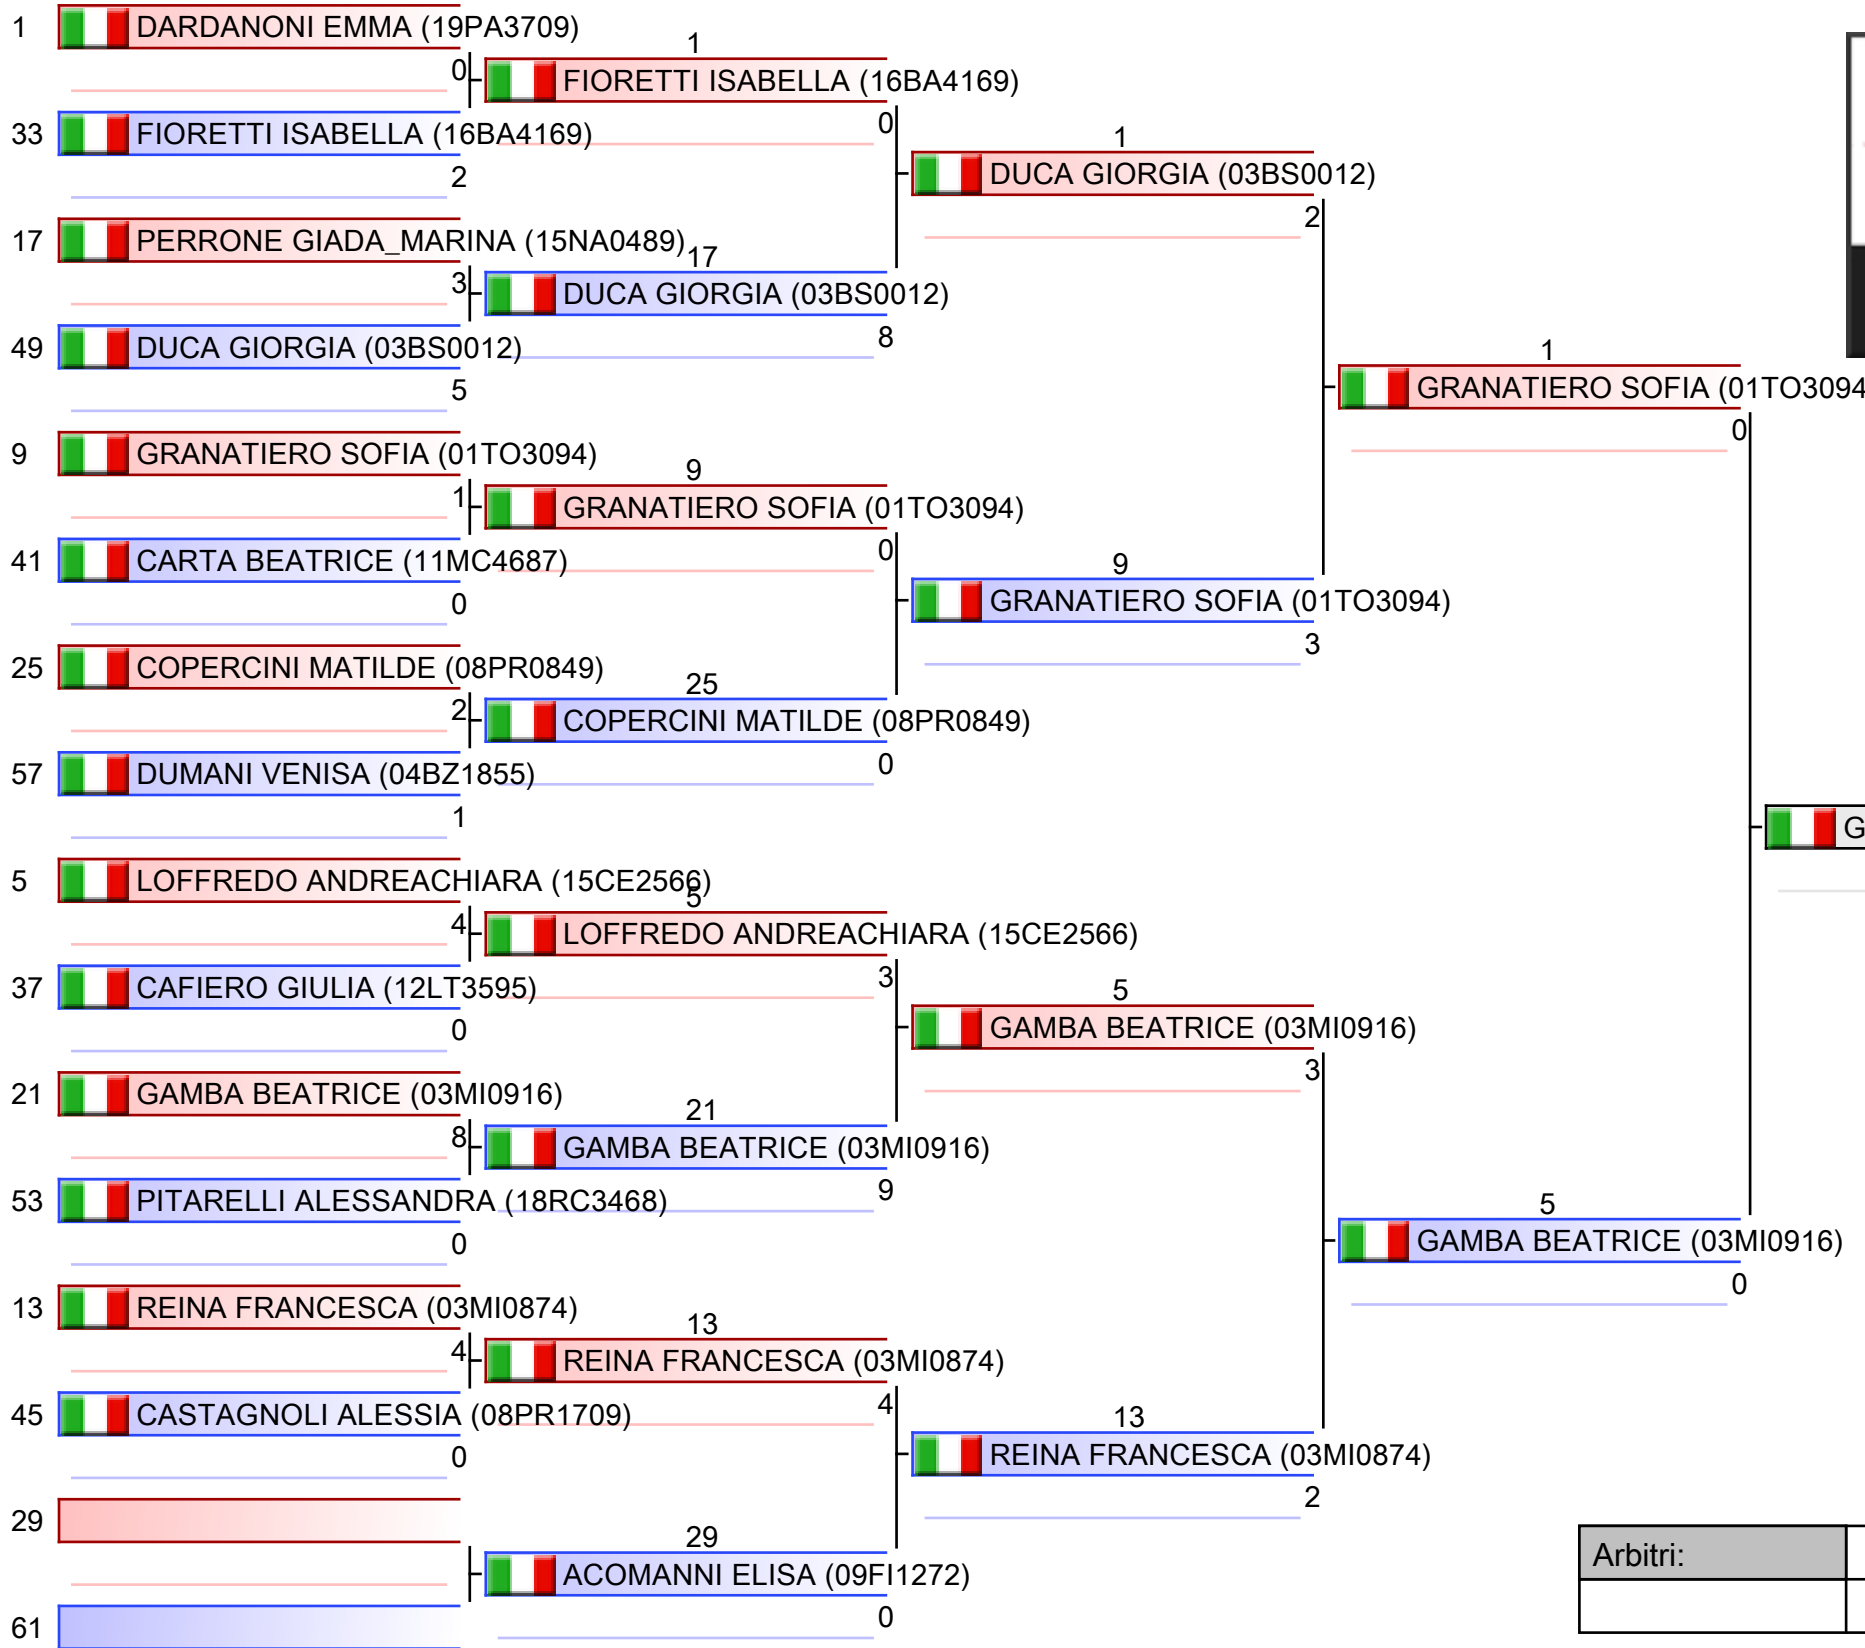 1 DARDANONI EMMA (19PA3709)
0
33 FIORETTI ISABELLA (16BA4169)
2
17 PERRONE GIADA_MARINA (15NA0489)
3
49 DUCA GIORGIA (03BS0012)
5
9 GRANATIERO SOFIA (01TO3094)
1
41 CARTA BEATRICE (11MC4687)
0
25 COPERCINI MATILDE (08PR0849)
2
57 DUMANI VENISA (04BZ1855)
1
5 LOFFREDO ANDREACHIARA (15CE2566)
4
37 CAFIERO GIULIA (12LT3595)
0
21 GAMBA BEATRICE (03MI0916)
8
53 PITARELLI ALESSANDRA (18RC3468)
0
13 REINA FRANCESCA (03MI0874)
4
45 CASTAGNOLI ALESSIA (08PR1709)
0
29
61
1
FIORETTI ISABELLA (16BA4169)
0
17
DUCA GIORGIA (03BS0012)
8
9
GRANATIERO SOFIA (01TO3094)
0
25
COPERCINI MATILDE (08PR0849)
0
5
LOFFREDO ANDREACHIARA (15CE2566)
3
21
GAMBA BEATRICE (03MI0916)
9
13
REINA FRANCESCA (03MI0874)
4
29
ACOMANNI ELISA (09FI1272)
0
1
DUCA GIORGIA (03BS0012)
2
9
GRANATIERO SOFIA (01TO3094)
3
5
GAMBA BEATRICE (03MI0916)
3
13
REINA FRANCESCA (03MI0874)
2
1
GRANATIERO SOFIA (01TO3094
0
5
GAMBA BEATRICE (03MI0916)
0
G
Arbitri: